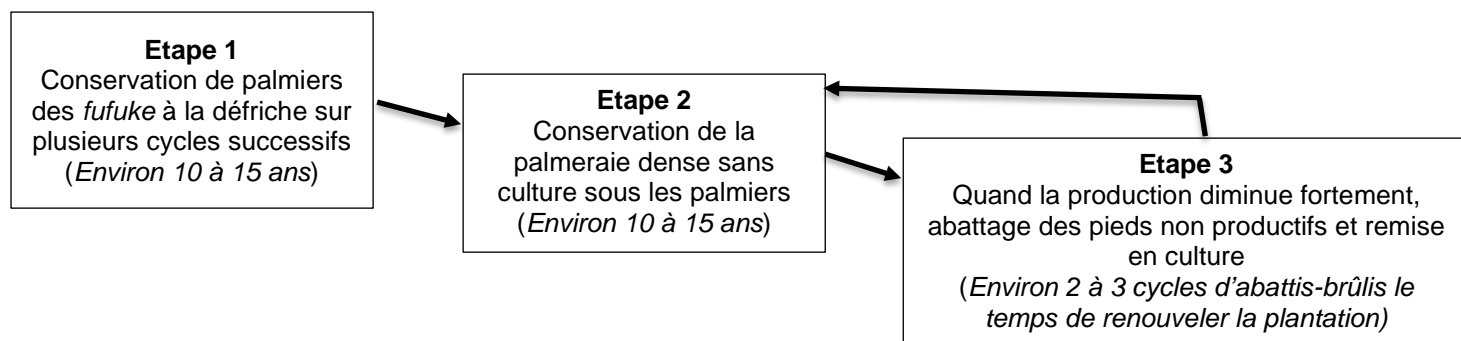 Etape 1
Conservation de palmiers
des fufuke à la défriche sur
plusieurs cycles successifs
(Environ 10 à 15 ans)
Etape 2
Conservation de la
palmeraie dense sans
culture sous les palmiers
(Environ 10 à 15 ans)
Etape 3
Quand la production diminue fortement,
abattage des pieds non productifs et remise
en culture
(Environ 2 à 3 cycles d’abattis-brûlis le
temps de renouveler la plantation)